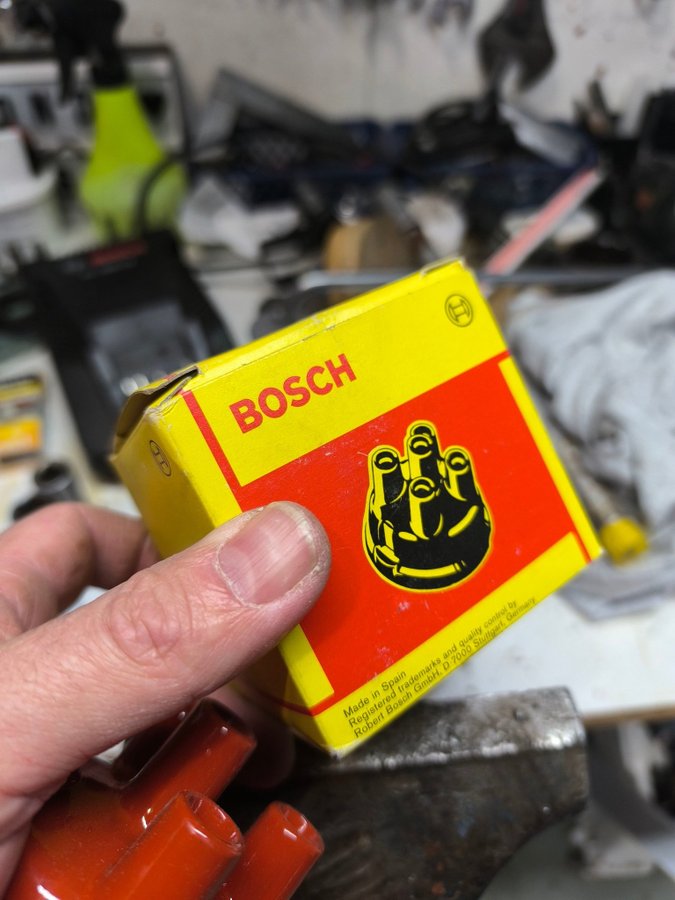 BOSCH
Made in Spain
Registered trademarks and quality control by
Robert Bosch GmbH, D 7000 Stuttgart, Germany.